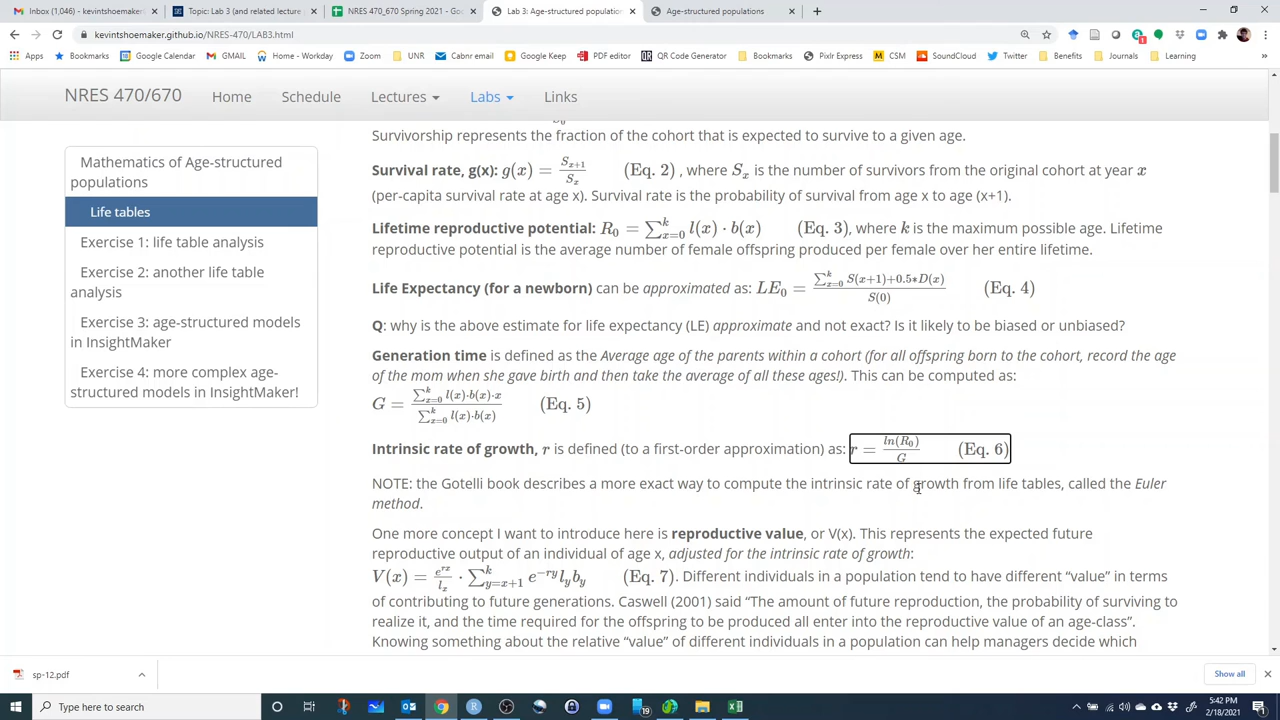 Inbox (1,046) - kevintshoemaker
Topic: Lab 3 (and related lecture
NRES 470_670 Spring 2021 - Goo
Lab 3: Age-structured population
Age-structured populations
kevintshoemaker.github.io/NRES-470/LAB3.html
Apps Bookmarks Google Calendar GMAIL Home - Workday Zoom UNR Cabnr email Google Keep PDF editor QR Code Generator Bookmarks Pixlr Express CSM SoundCloud Twitter Benefits Journals Learning
NRES 470/670 Home Schedule Lectures Labs Links
Mathematics of Age-structured
populations
Life tables
Exercise 1: life table analysis
Exercise 2: another life table
analysis
Exercise 3: age-structured models
in InsightMaker
Exercise 4: more complex age-
structured models in InsightMaker!
Survivorship represents the fraction of the cohort that is expected to survive to a given age.
Survival rate, g(x): g(x) = S_{x+1}/S_x (Eq. 2) , where S_x is the number of survivors from the original cohort at year x
(per-capita survival rate at age x). Survival rate is the probability of survival from age x to age (x+1).
Lifetime reproductive potential: R_0 = ∑_{x=0}^{k} l(x) · b(x) (Eq. 3), where k is the maximum possible age. Lifetime
reproductive potential is the average number of female offspring produced per female over her entire lifetime.
Life Expectancy (for a newborn) can be approximated as: LE_0 = ∑_{x=0}^{k} S(x+1)+0.5*D(x) / S(0) (Eq. 4)
Q: why is the above estimate for life expectancy (LE) approximate and not exact? Is it likely to be biased or unbiased?
Generation time is defined as the Average age of the parents within a cohort (for all offspring born to the cohort, record the age
of the mom when she gave birth and then take the average of all these ages!). This can be computed as:
G = ∑_{x=0}^{k} l(x)·b(x)·x / ∑_{x=0}^{k} l(x)·b(x) (Eq. 5)
Intrinsic rate of growth, r is defined (to a first-order approximation) as: r = ln(R_0)/G (Eq. 6)
NOTE: the Gotelli book describes a more exact way to compute the intrinsic rate of growth from life tables, called the Euler
method.
One more concept I want to introduce here is reproductive value, or V(x). This represents the expected future
reproductive output of an individual of age x, adjusted for the intrinsic rate of growth:
V(x) = e^{rx}/l_x · ∑_{y=x+1}^{k} e^{-ry} l_y b_y (Eq. 7). Different individuals in a population tend to have different “value” in terms
of contributing to future generations. Caswell (2001) said “The amount of future reproduction, the probability of surviving to
realize it, and the time required for the offspring to be produced all enter into the reproductive value of an age-class”.
Knowing something about the relative “value” of different individuals in a population can help managers decide which
sp-12.pdf
Show all
Type here to search
19
5:42 PM
2/18/2021